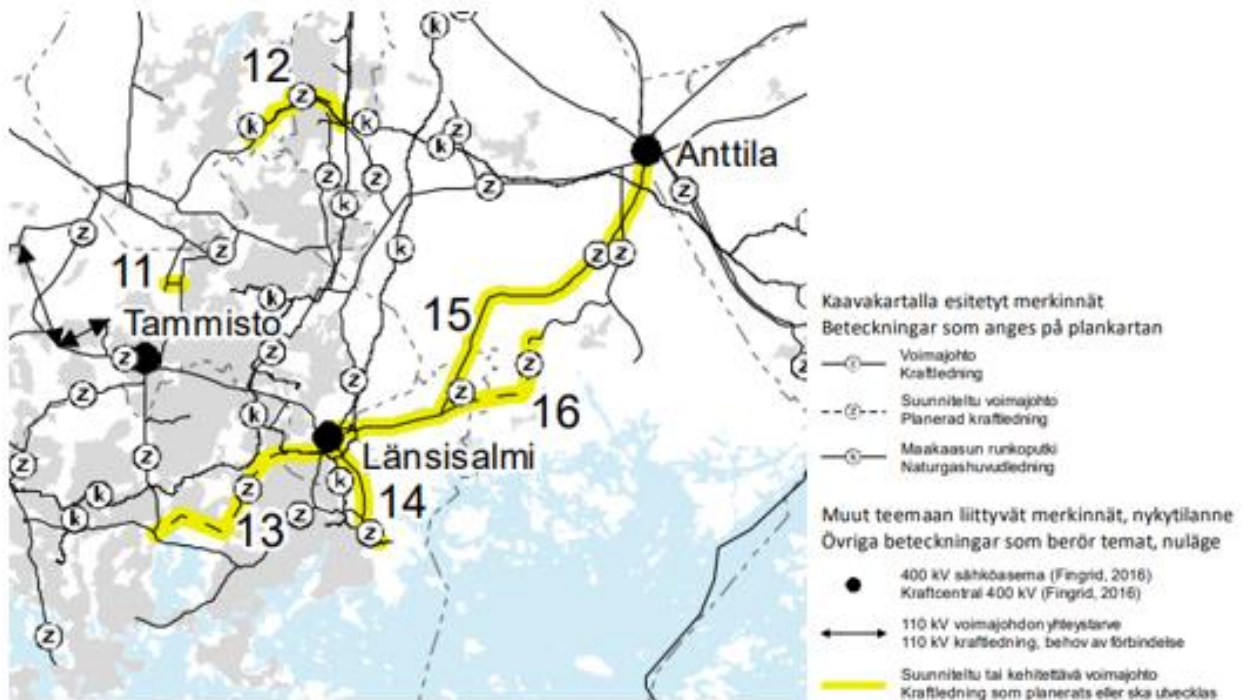 12
Anttila
11
Tammisto
15
16
Länsisalmi
14
13
z
k
Kaavakartalla esitetyt merkinnät
Beteckningar som anges på plankartan
Voimajohto
Kraftledning
Suunniteltu voimajohto
Planerad kraftledning
Maakaasun runkoputki
Naturgashuvudledning
Muut teemaan liittyvät merkinnät, nykytilanne
Övriga beteckningar som berör temat, nuläge
400 kV sähköasema (Fingrid, 2016)
Kraftcentral 400 kV (Fingrid, 2016)
110 kV voimajohdon yhteystarve
110 kV kraftledning, behov av förbindelse
Suunniteltu tai kehitettävä voimajohto
Kraftledning som planerats eller ska utvecklas